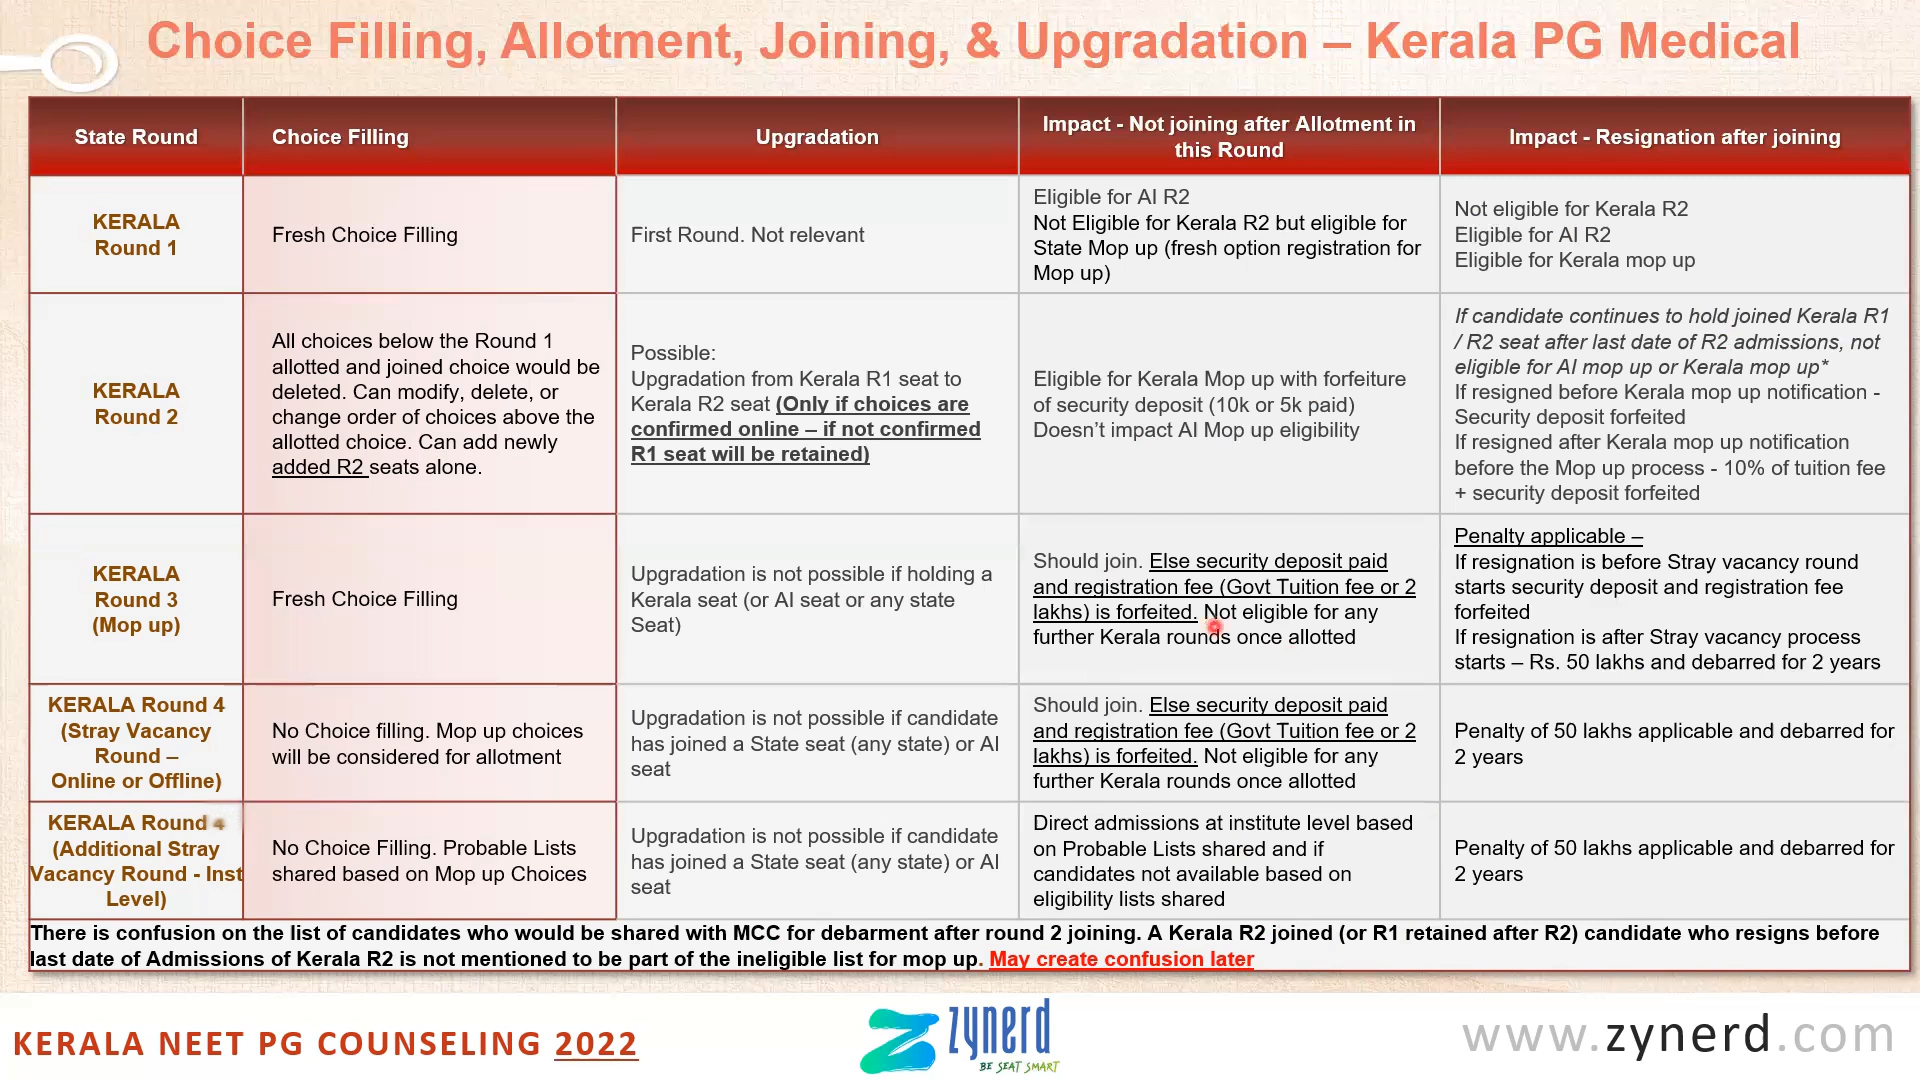 Choice Filling, Allotment, Joining, & Upgradation – Kerala PG Medical
State Round
Choice Filling
Upgradation
Impact - Not joining after Allotment in
this Round
Impact - Resignation after joining
KERALA
Round 1
Fresh Choice Filling
First Round. Not relevant
Eligible for AI R2
Not Eligible for Kerala R2 but eligible for
State Mop up (fresh option registration for
Mop up)
Not eligible for Kerala R2
Eligible for AI R2
Eligible for Kerala mop up
KERALA
Round 2
All choices below the Round 1
allotted and joined choice would be
deleted. Can modify, delete, or
change order of choices above the
allotted choice. Can add newly
added R2 seats alone.
Possible:
Upgradation from Kerala R1 seat to
Kerala R2 seat (Only if choices are
confirmed online – if not confirmed
R1 seat will be retained)
Eligible for Kerala Mop up with forfeiture
of security deposit (10k or 5k paid)
Doesn't impact AI Mop up eligibility
If candidate continues to hold joined Kerala R1
/ R2 seat after last date of R2 admissions, not
eligible for AI mop up or Kerala mop up*
If resigned before Kerala mop up notification -
Security deposit forfeited
If resigned after Kerala mop up notification
before the Mop up process - 10% of tuition fee
+ security deposit forfeited
KERALA
Round 3
(Mop up)
Fresh Choice Filling
Upgradation is not possible if holding a
Kerala seat (or AI seat or any state
Seat)
Should join. Else security deposit paid
and registration fee (Govt Tuition fee or 2
lakhs) is forfeited. Not eligible for any
further Kerala rounds once allotted
Penalty applicable –
If resignation is before Stray vacancy round
starts security deposit and registration fee
forfeited
If resignation is after Stray vacancy process
starts – Rs. 50 lakhs and debarred for 2 years
KERALA Round 4
(Stray Vacancy
Round –
Online or Offline)
No Choice filling. Mop up choices
will be considered for allotment
Upgradation is not possible if candidate
has joined a State seat (any state) or AI
seat
Should join. Else security deposit paid
and registration fee (Govt Tuition fee or 2
lakhs) is forfeited. Not eligible for any
further Kerala rounds once allotted
Penalty of 50 lakhs applicable and debarred for
2 years
KERALA Round
(Additional Stray
Vacancy Round - Inst
Level)
No Choice Filling. Probable Lists
shared based on Mop up Choices
Upgradation is not possible if candidate
has joined a State seat (any state) or AI
seat
Direct admissions at institute level based
on Probable Lists shared and if
candidates not available based on
eligibility lists shared
Penalty of 50 lakhs applicable and debarred for
2 years
There is confusion on the list of candidates who would be shared with MCC for debarment after round 2 joining. A Kerala R2 joined (or R1 retained after R2) candidate who resigns before
last date of Admissions of Kerala R2 is not mentioned to be part of the ineligible list for mop up. May create confusion later
KERALA NEET PG COUNSELING 2022
zynerd
BE SEAT SMART
www.zynerd.com